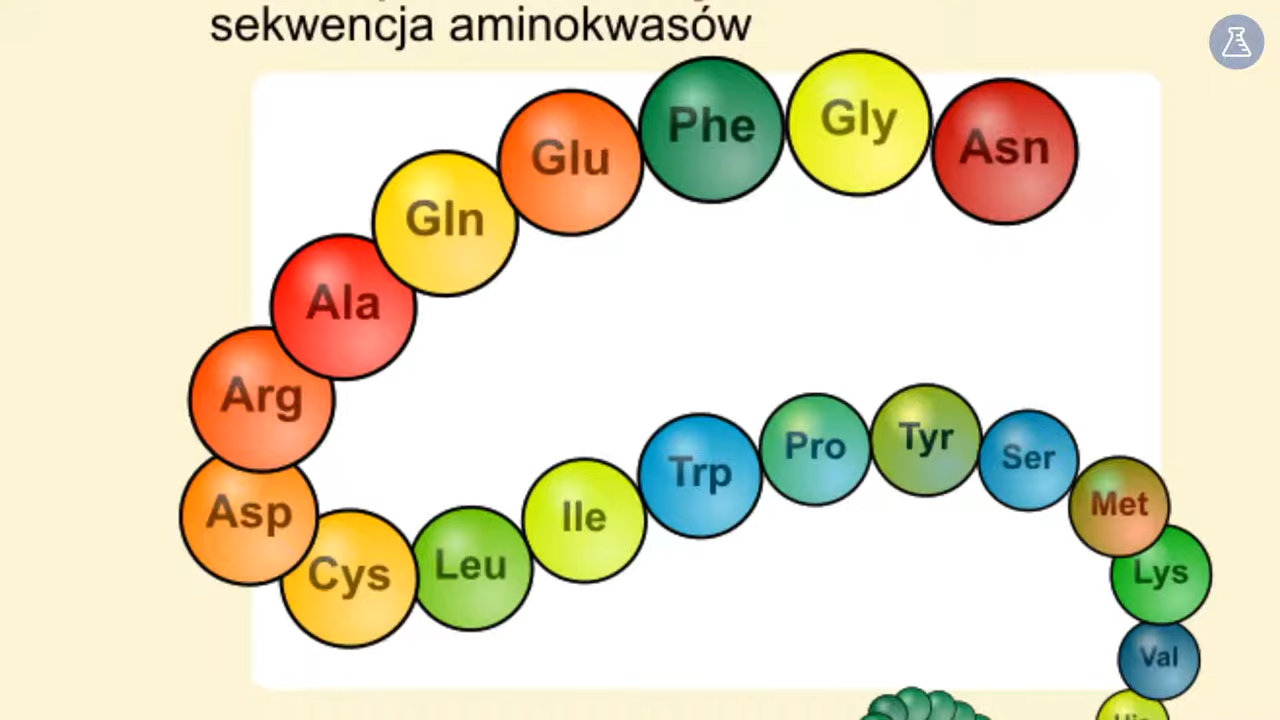 sekwencja aminokwasów
Phe Gly Asn
Glu
Gln
Ala
Arg
Asp
Cys
Leu
Ile
Trp
Pro
Tyr
Ser
Met
Lys
Val